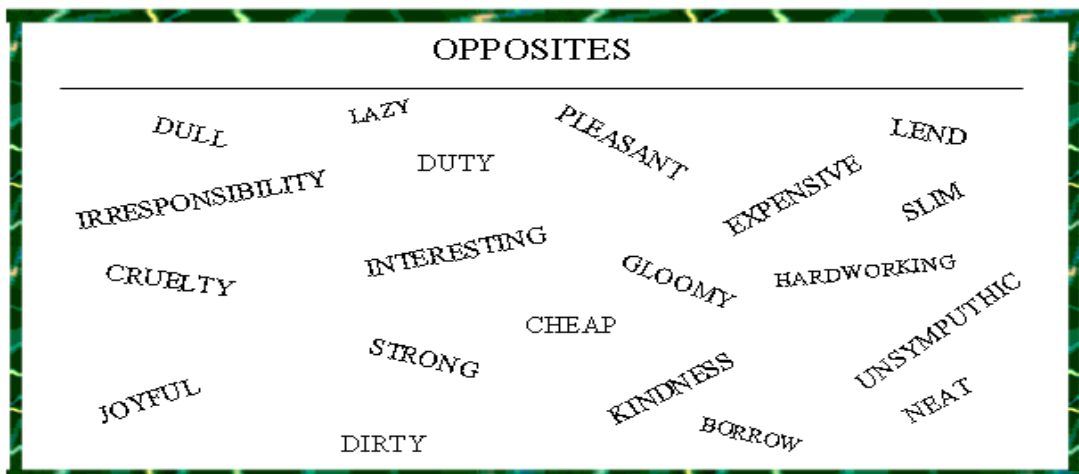 OPPOSITES
DULL
LAZY
PLEASANT
LEND
DUTY
IRRESPONSIBILITY
EXPENSIVE
SLIM
CRUELTY
INTERESTING
GLOOMY
HARDWORKING
CHEAP
UNSYMPUTHIC
STRONG
JOYFUL
KINDNESS
NEAT
DIRTY
BORROW